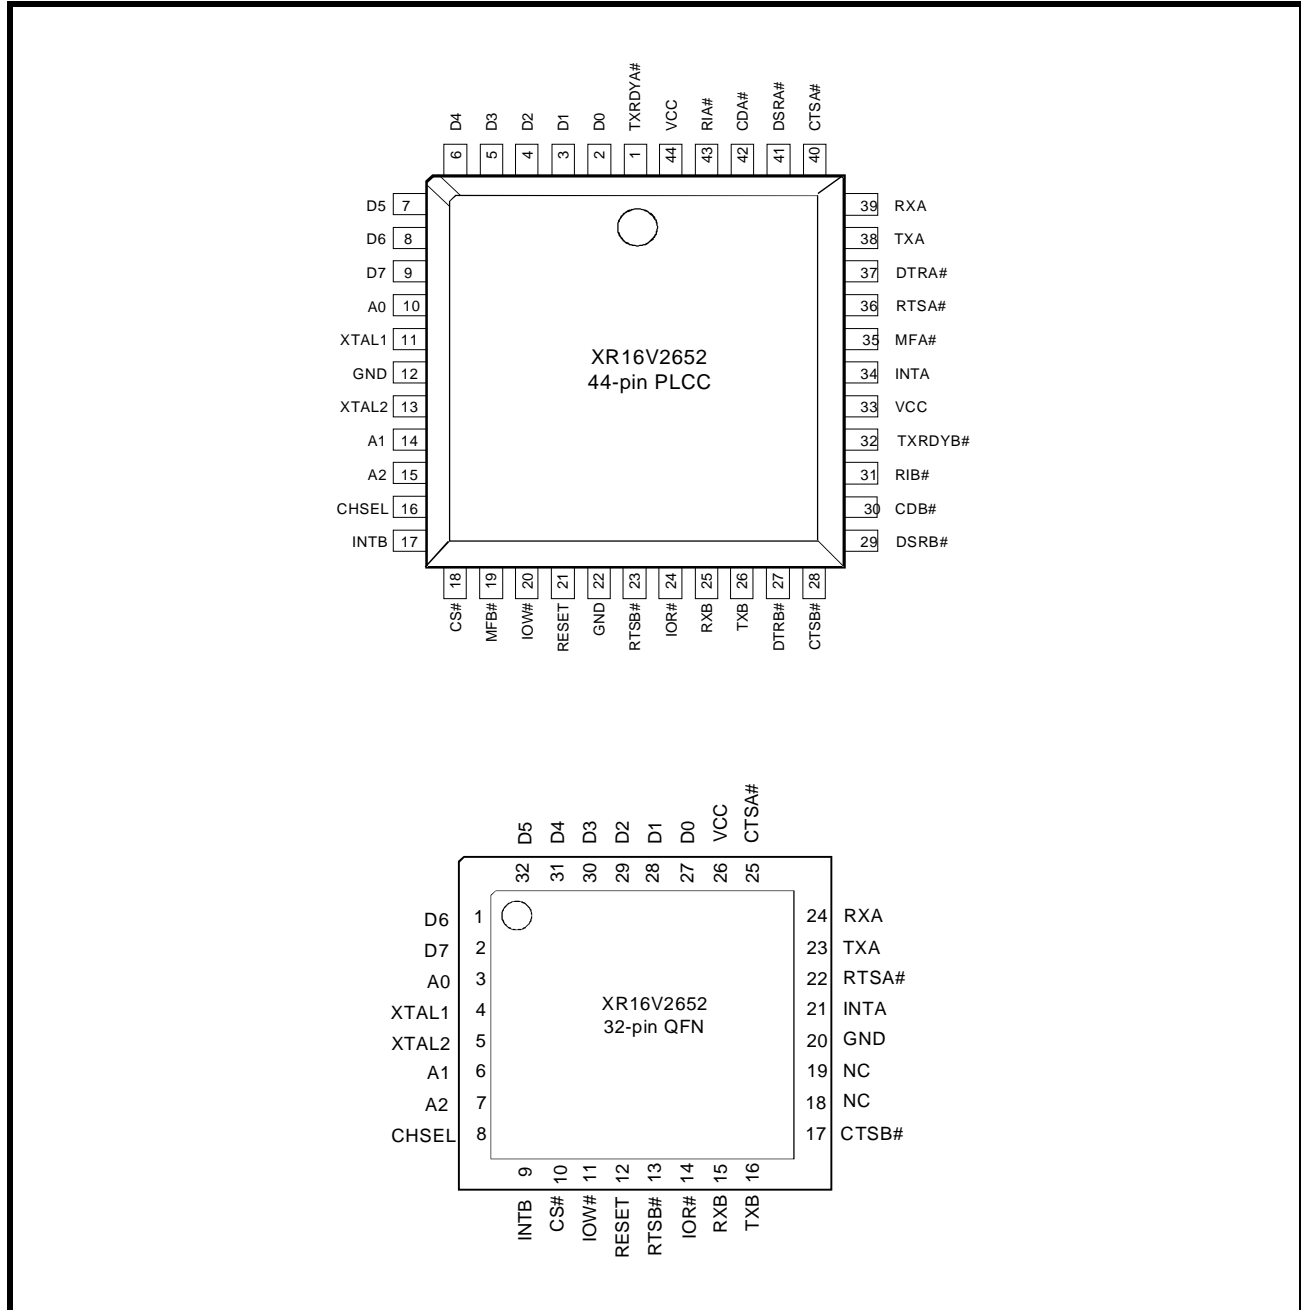 D4 D3 D2 D1 D0 TXRDYA# VCC RIA# CDA# DSRA# CTSA#
6 5 4 3 2 1 44 43 42 41 40
D5 7 39 RXA
D6 8 38 TXA
D7 9 37 DTRA#
A0 10 36 RTSA#
XTAL1 11 35 MFA#
GND 12 34 INTA
XTAL2 13 33 VCC
A1 14 32 TXRDYB#
A2 15 31 RIB#
CHSEL 16 30 CDB#
INTB 17 29 DSRB#
XR16V2652
44-pin PLCC
18 19 20 21 22 23 24 25 26 27 28
CS# MFB# IOW# RESET GND RTSB# IOR# RXB TXB DTRB# CTSB#
D5 D4 D3 D2 D1 D0 VCC CTSA#
32 31 30 29 28 27 26 25
D6 1 24 RXA
D7 2 23 TXA
A0 3 22 RTSA#
XTAL1 4 21 INTA
XTAL2 5 20 GND
A1 6 19 NC
A2 7 18 NC
CHSEL 8 17 CTSB#
XR16V2652
32-pin QFN
9 10 11 12 13 14 15 16
INTB CS# IOW# RESET RTSB# IOR# RXB TXB